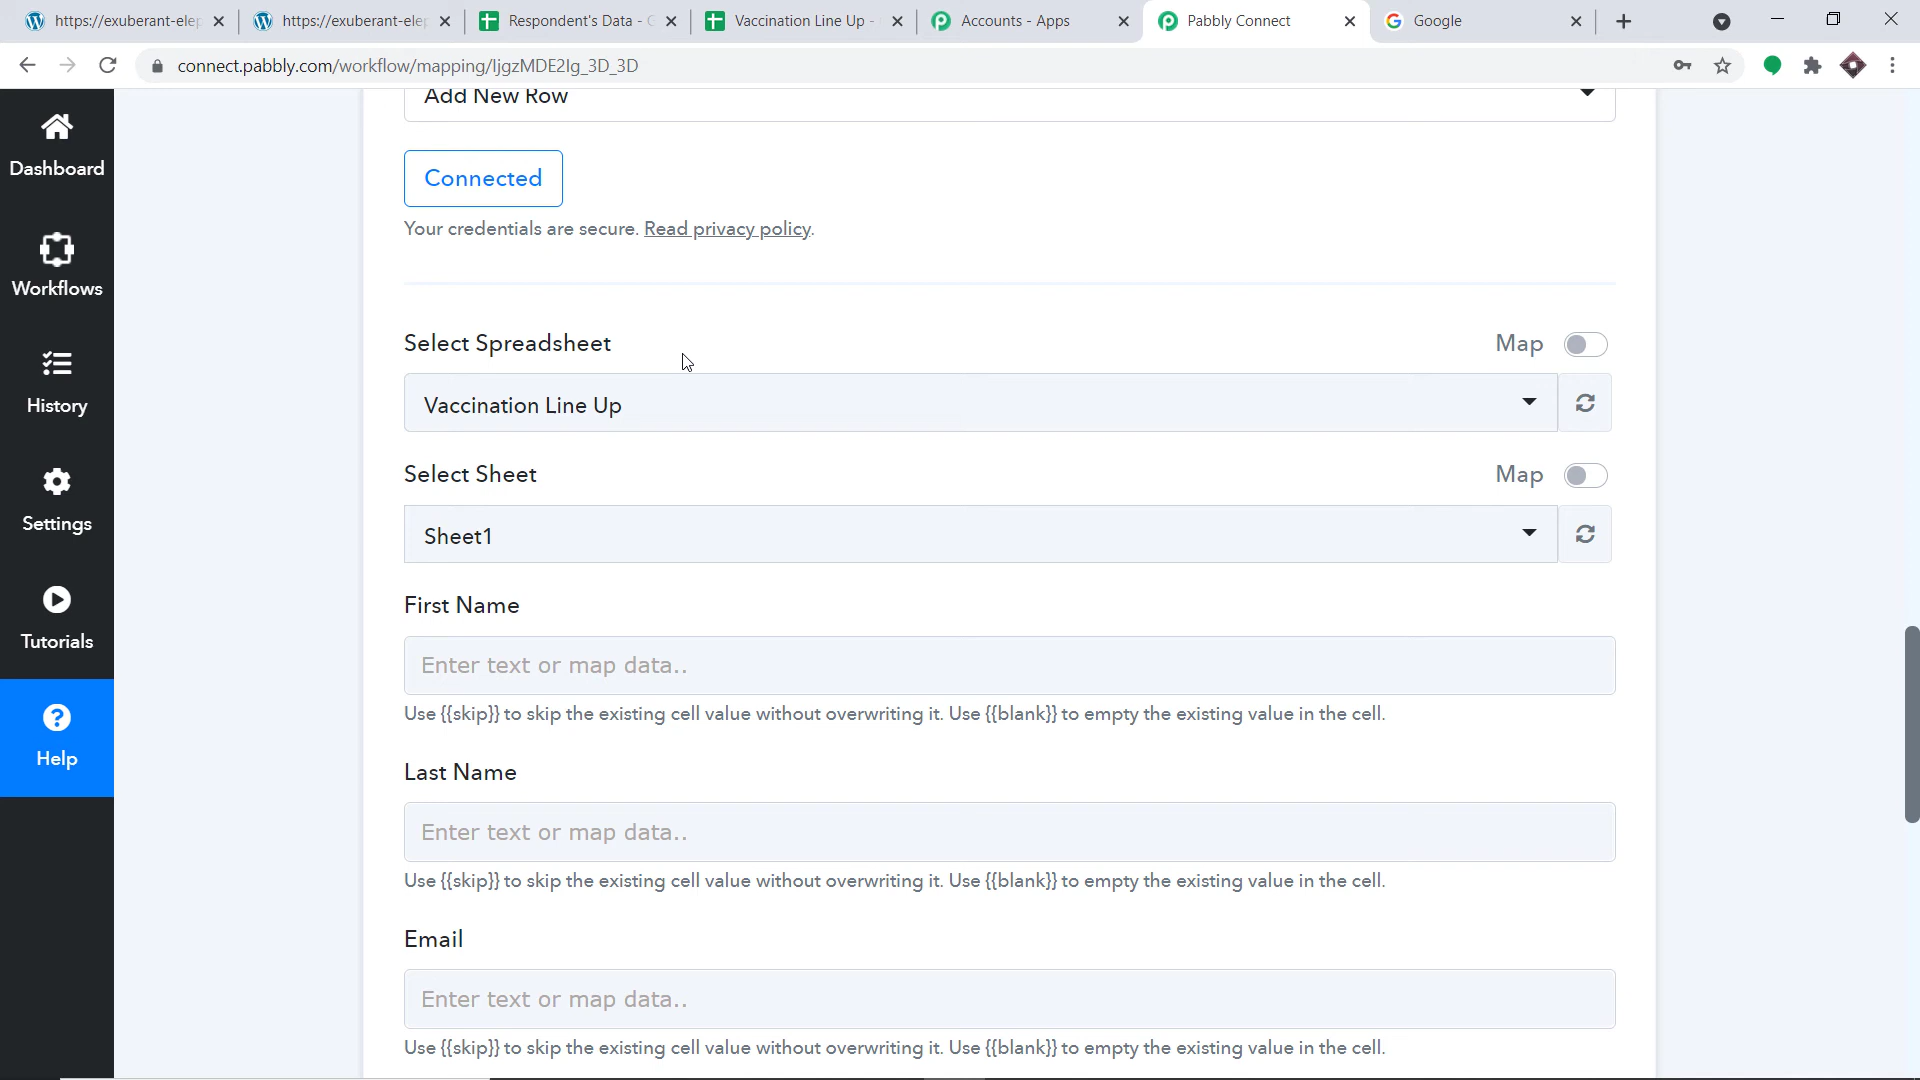 https://exuberant-elep
https://exuberant-elep
Respondent's Data - G
Vaccination Line Up -
Accounts - Apps
Pabbly Connect
Google
connect.pabbly.com/workflow/mapping/IjgzMDE2Ig_3D_3D
Add New Row
Dashboard
Connected
Your credentials are secure. Read privacy policy.
Workflows
Select Spreadsheet
Map
History
Vaccination Line Up
Select Sheet
Map
Settings
Sheet1
First Name
Tutorials
Enter text or map data..
Use {{skip}} to skip the existing cell value without overwriting it. Use {{blank}} to empty the existing value in the cell.
Help
Last Name
Enter text or map data..
Use {{skip}} to skip the existing cell value without overwriting it. Use {{blank}} to empty the existing value in the cell.
Email
Enter text or map data..
Use {{skip}} to skip the existing cell value without overwriting it. Use {{blank}} to empty the existing value in the cell.